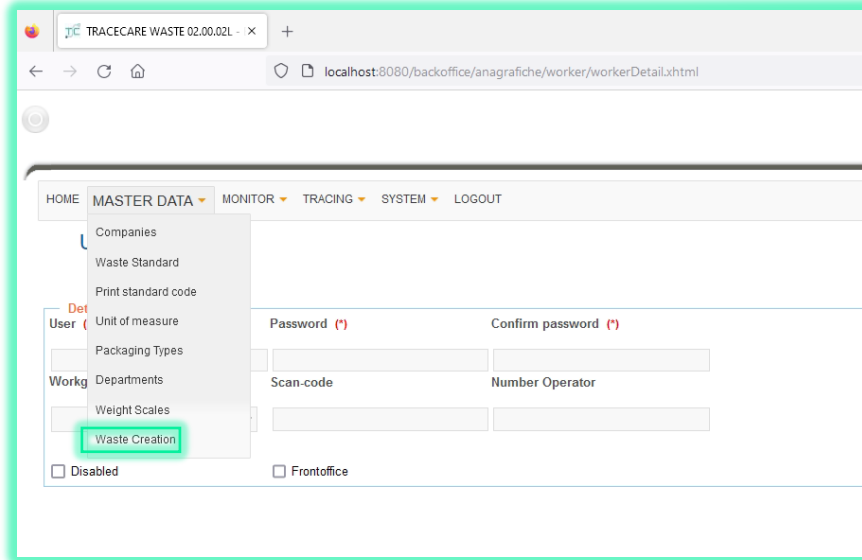 TRACECARE WASTE 02.00.02L -
localhost:8080/backoffice/anagrafiche/worker/workerDetail.xhtml
HOME MASTER DATA MONITOR TRACING SYSTEM LOGOUT
Companies
U
Waste Standard
Print standard code
Det
Unit of measure
User ( Password (*) Confirm password (*)
Packaging Types
Departments
Workg Scan-code Number Operator
Weight Scales
Waste Creation
Disabled Frontoffice